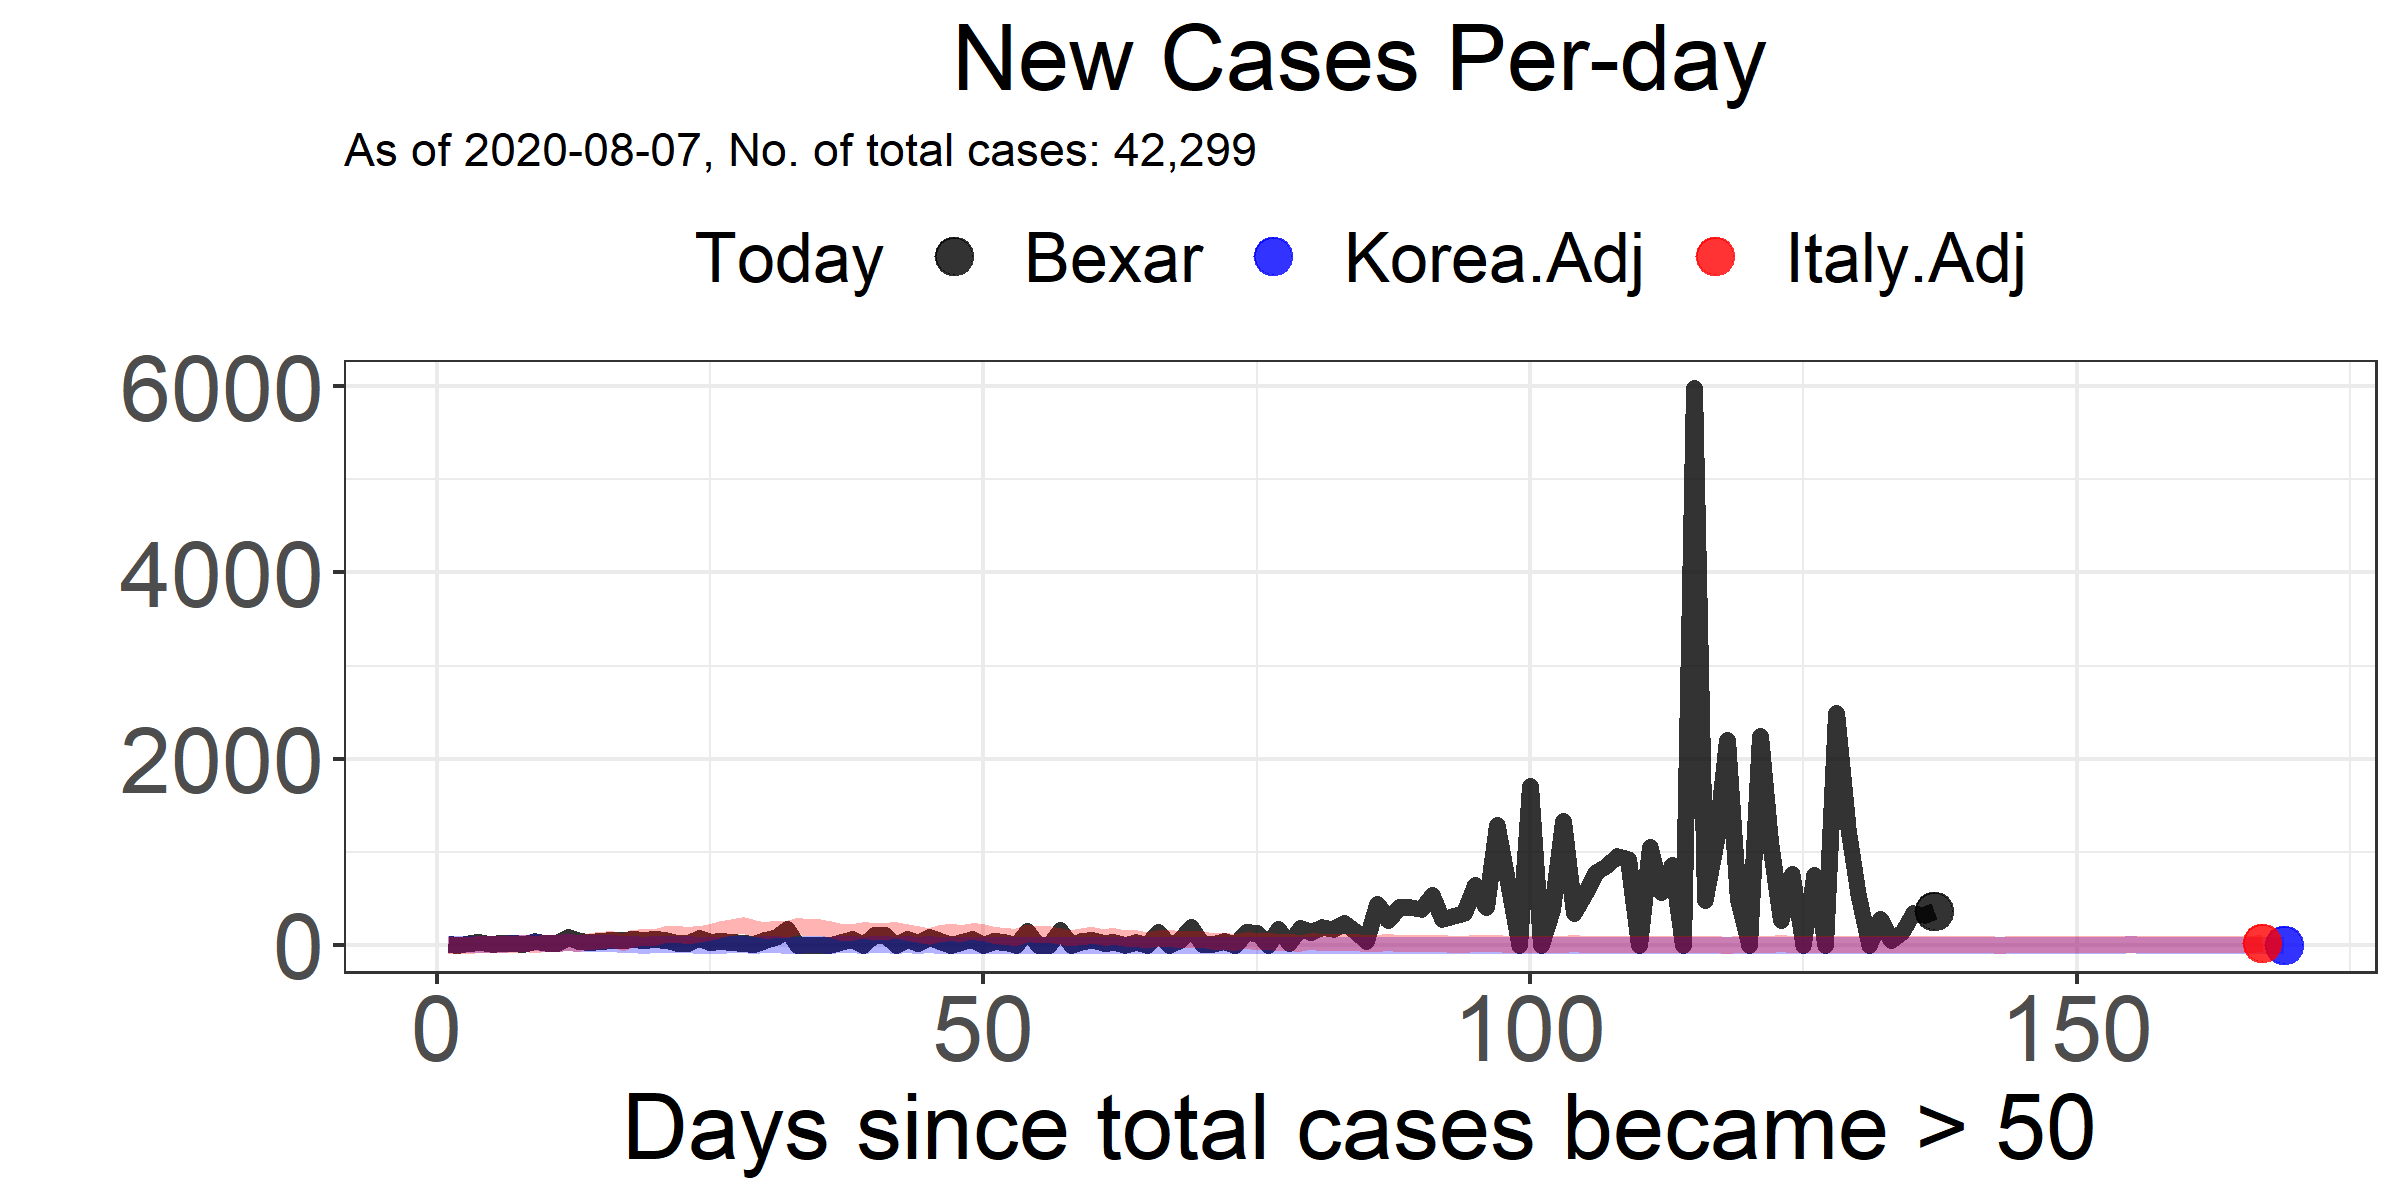 New Cases Per-day
As of 2020-08-07, No. of total cases: 42,299
Today Bexar Korea.Adj Italy.Adj
6000
4000
2000
0
0 50 100 150
Days since total cases became > 50